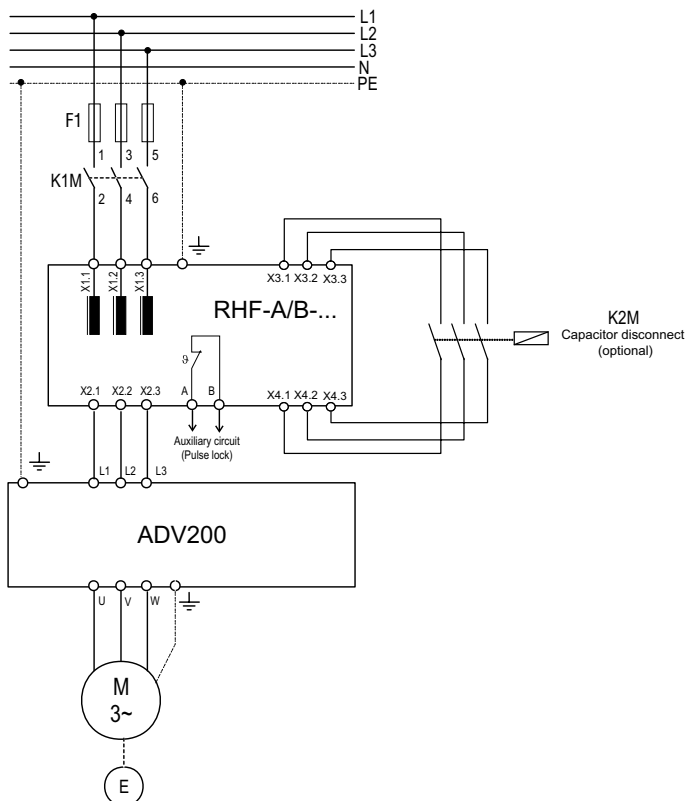 L1
L2
L3
N
PE
F1
1 3 5
K1M
2 4 6
X1.1 X1.2 X1.3
X3.1 X3.2 X3.3
RHF-A/B-...
K2M
Capacitor disconnect
(optional)
ϑ
X2.1 X2.2 X2.3 A B X4.1 X4.2 X4.3
Auxiliary circuit
(Pulse lock)
L1 L2 L3
ADV200
U V W
M
3~
E